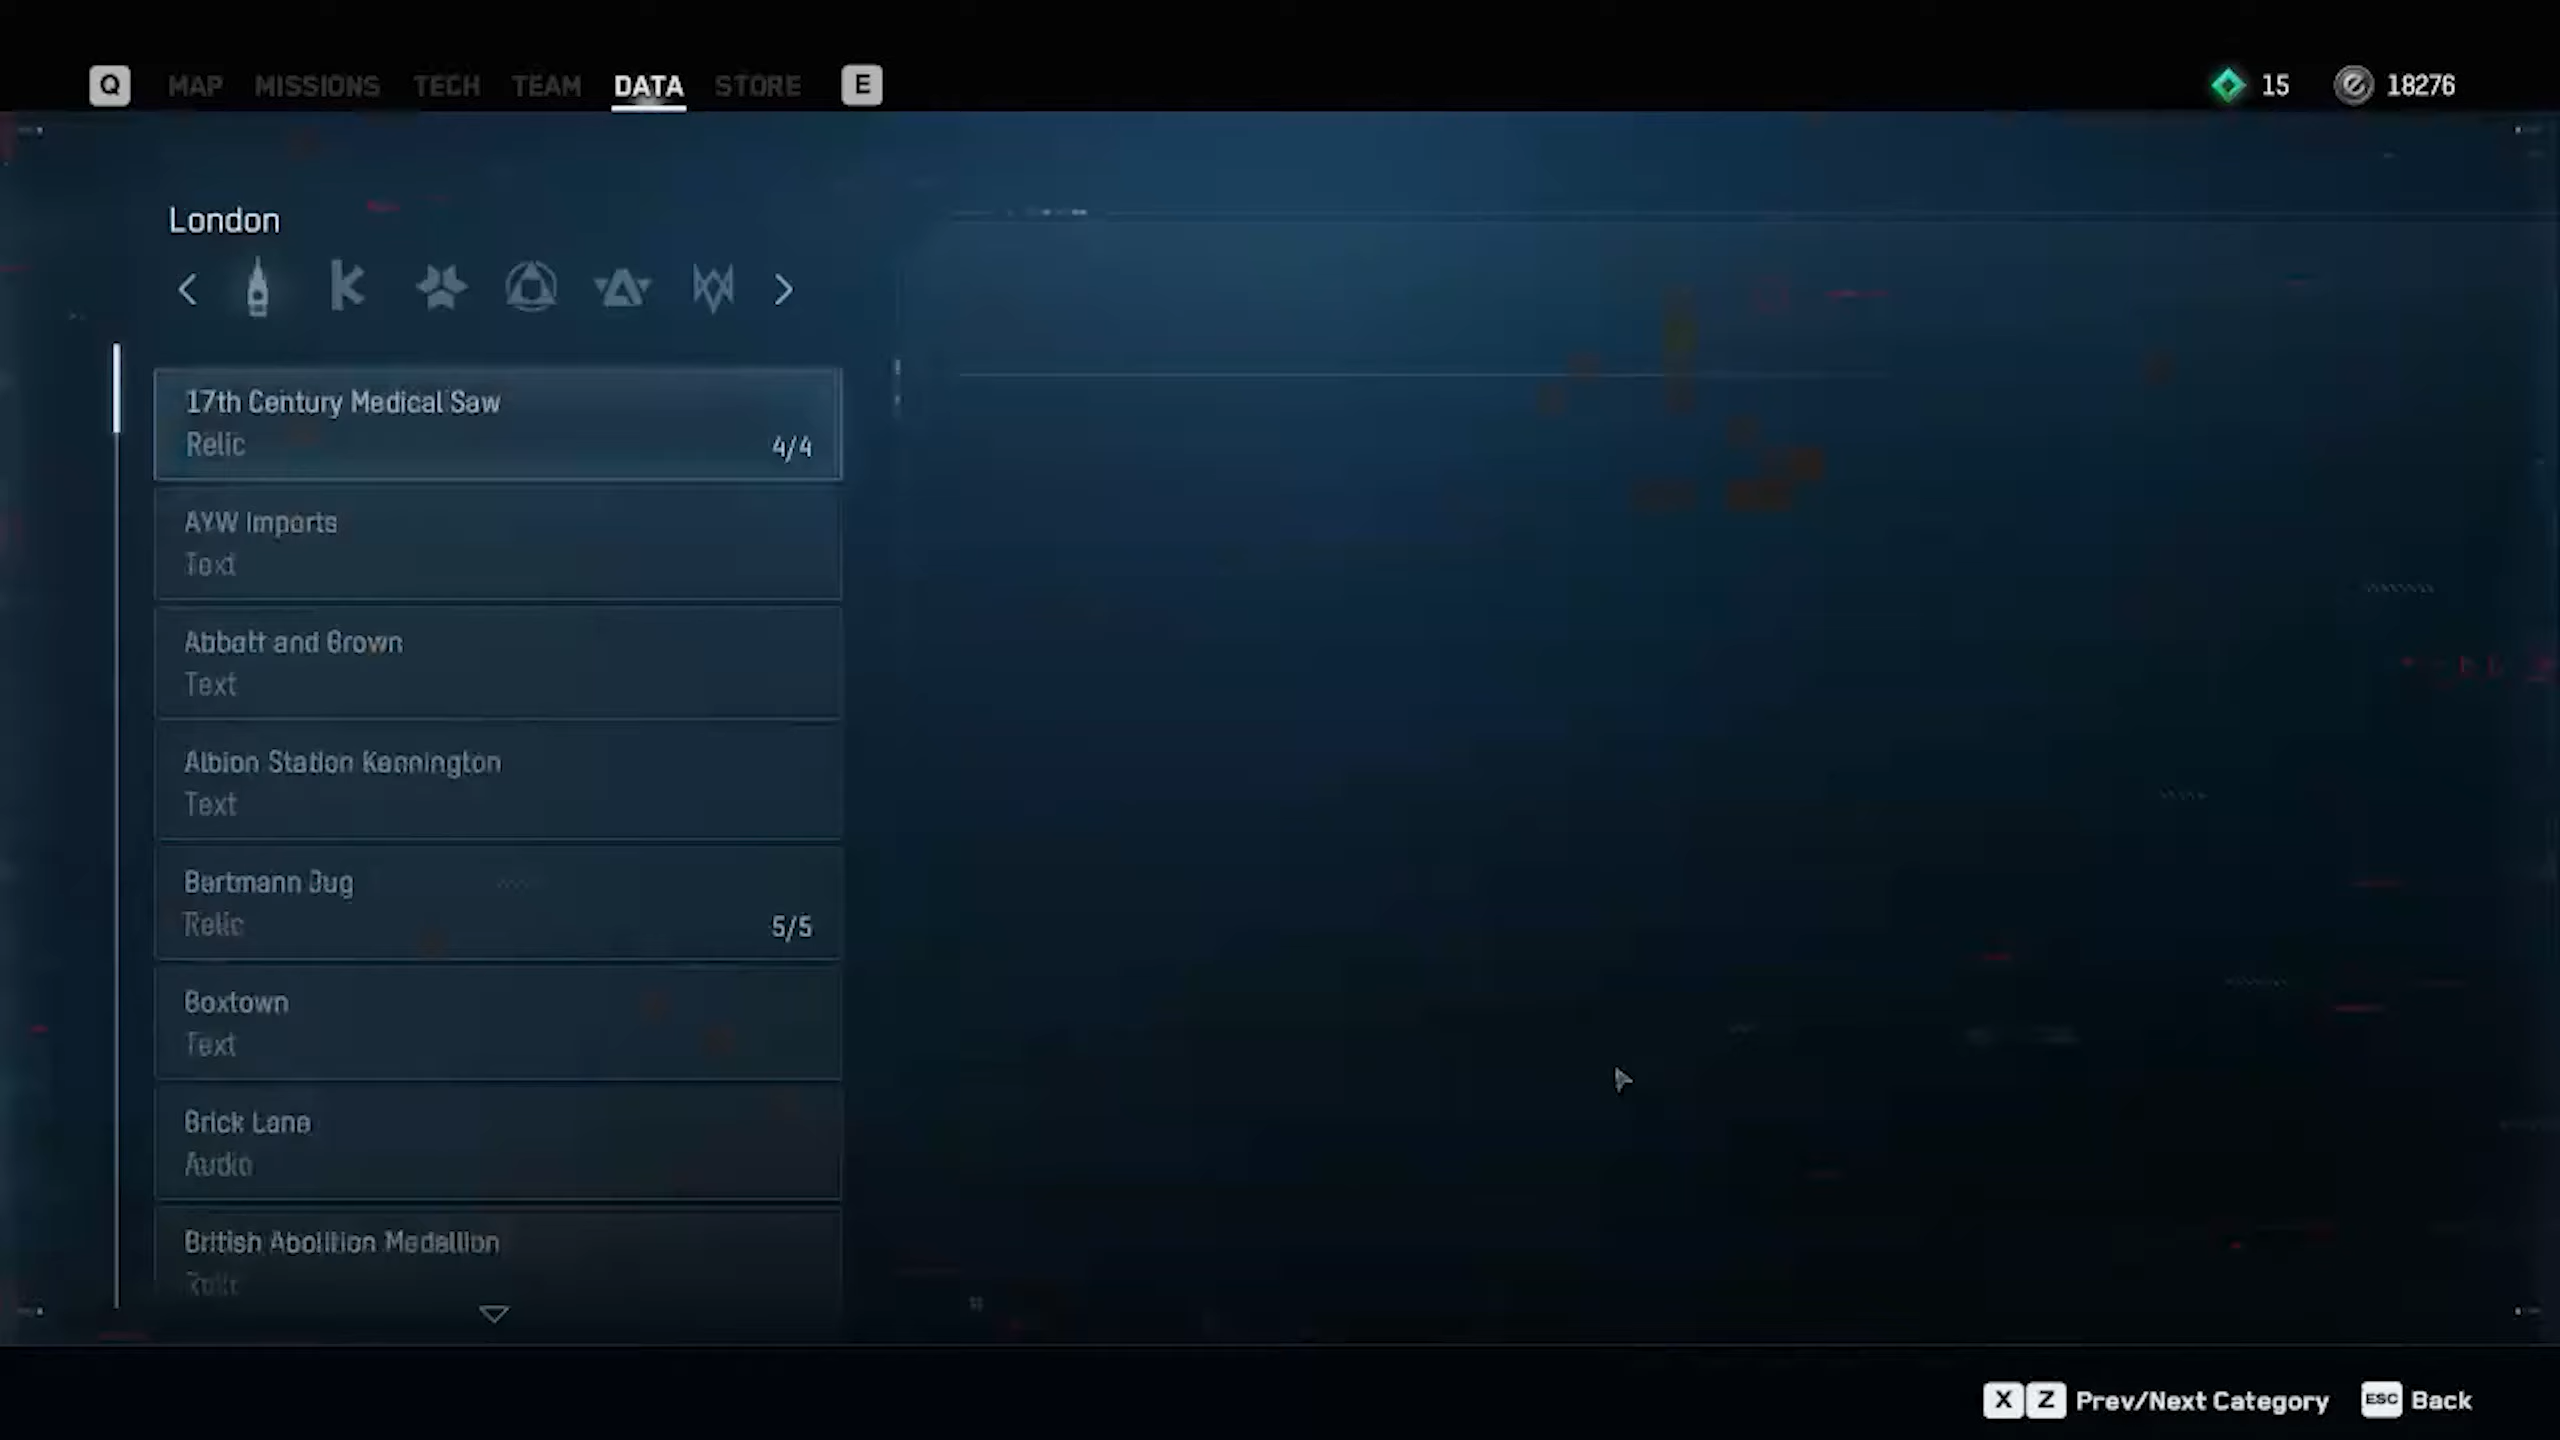 Q MAP MISSIONS TECH TEAM DATA STORE E 15 18276
London
17th Century Medical Saw
Relic 4/4
AYW Imports
Text
Abbatt and Brown
Text
Albion Station Kennington
Text
Bartmann Jug
Relic 5/5
Boxtown
Text
Brick Lane
Audio
British Abolition Medallion
Relic
X Z Prev/Next Category ESC Back